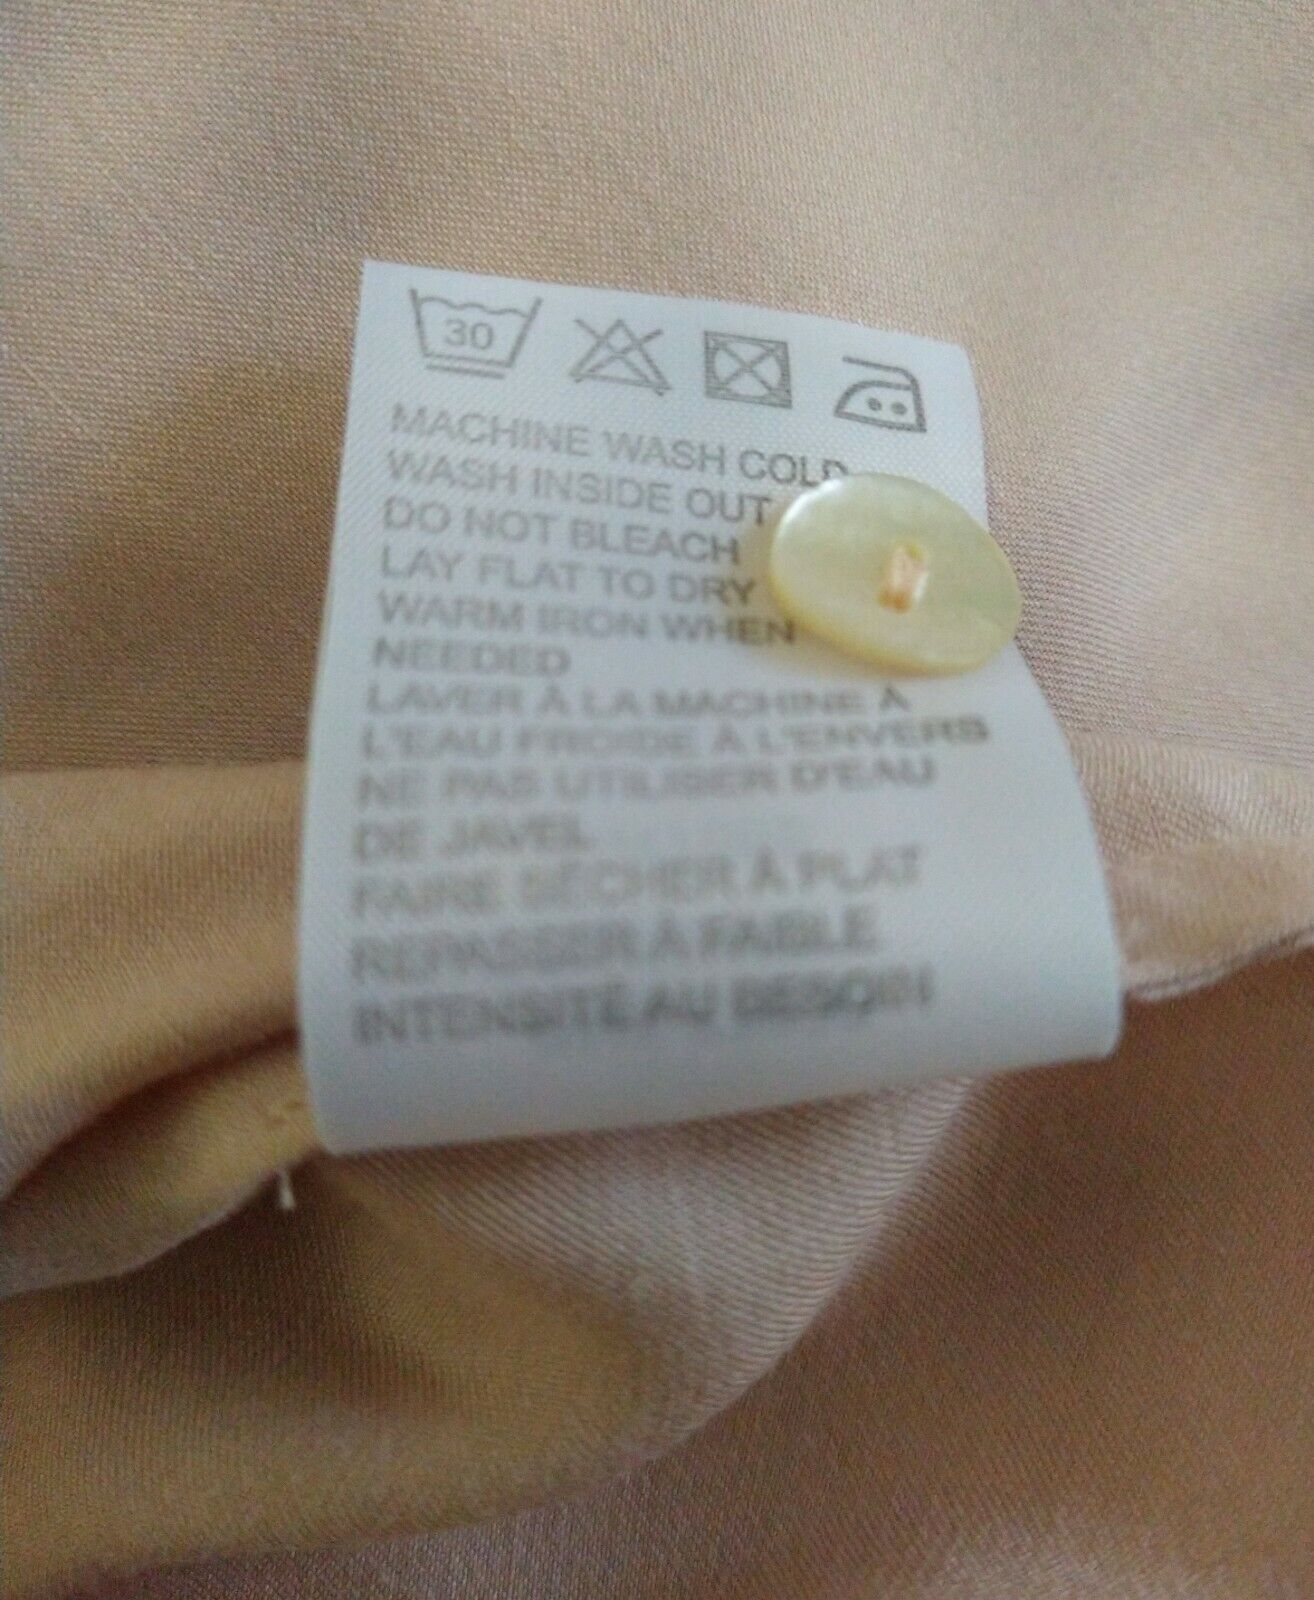 30
MACHINE WASH COLD
WASH INSIDE OUT
DO NOT BLEACH
LAY FLAT TO DRY
WARM IRON WHEN
NEEDED
LAVER À LA MACHINE À
L'EAU FROIDE À L'ENVERS
NE PAS UTILISER D'EAU
DE JAVEL
FAIRE SÉCHER À PLAT
REPASSER À FAIBLE
INTENSITÉ AU BESOIN